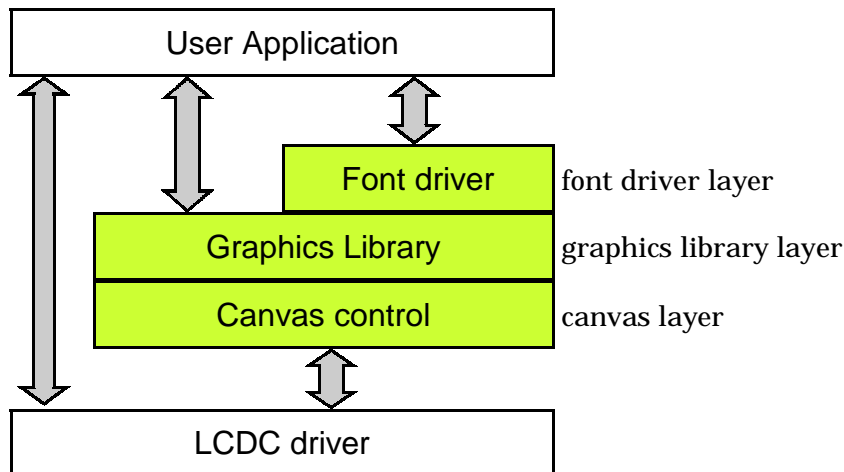 User Application
Font driver
font driver layer
Graphics Library
graphics library layer
Canvas control
canvas layer
LCDC driver